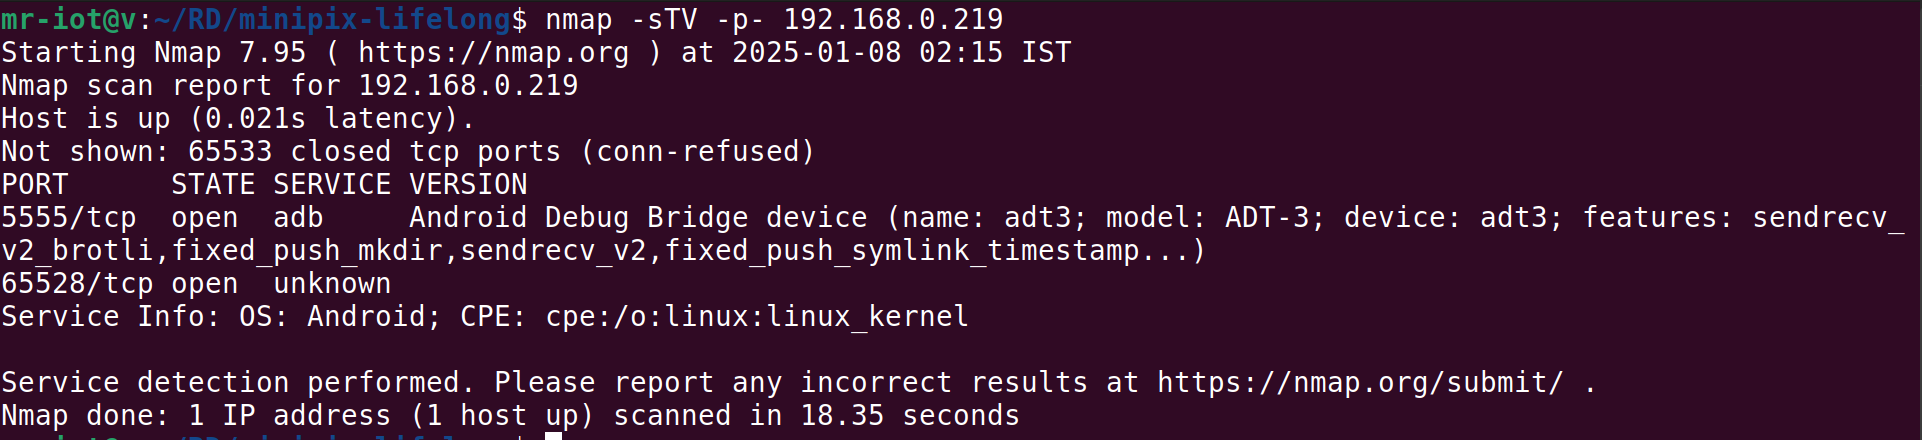 mr-iot@v:~/RD/minipix-lifelong$ nmap -sTV -p- 192.168.0.219
Starting Nmap 7.95 ( https://nmap.org ) at 2025-01-08 02:15 IST
Nmap scan report for 192.168.0.219
Host is up (0.021s latency).
Not shown: 65533 closed tcp ports (conn-refused)
PORT      STATE SERVICE VERSION
5555/tcp  open  adb     Android Debug Bridge device (name: adt3; model: ADT-3; device: adt3; features: sendrecv_
v2_brotli,fixed_push_mkdir,sendrecv_v2,fixed_push_symlink_timestamp...)
65528/tcp open  unknown
Service Info: OS: Android; CPE: cpe:/o:linux:linux_kernel
Service detection performed. Please report any incorrect results at https://nmap.org/submit/ .
Nmap done: 1 IP address (1 host up) scanned in 18.35 seconds